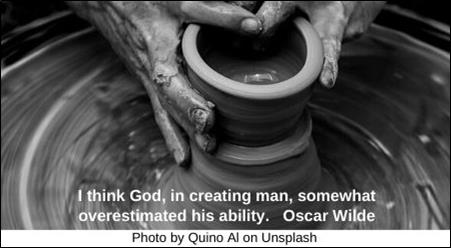 I think God, in creating man, somewhat
overestimated his ability.   Oscar Wilde
Photo by Quino Al on Unsplash